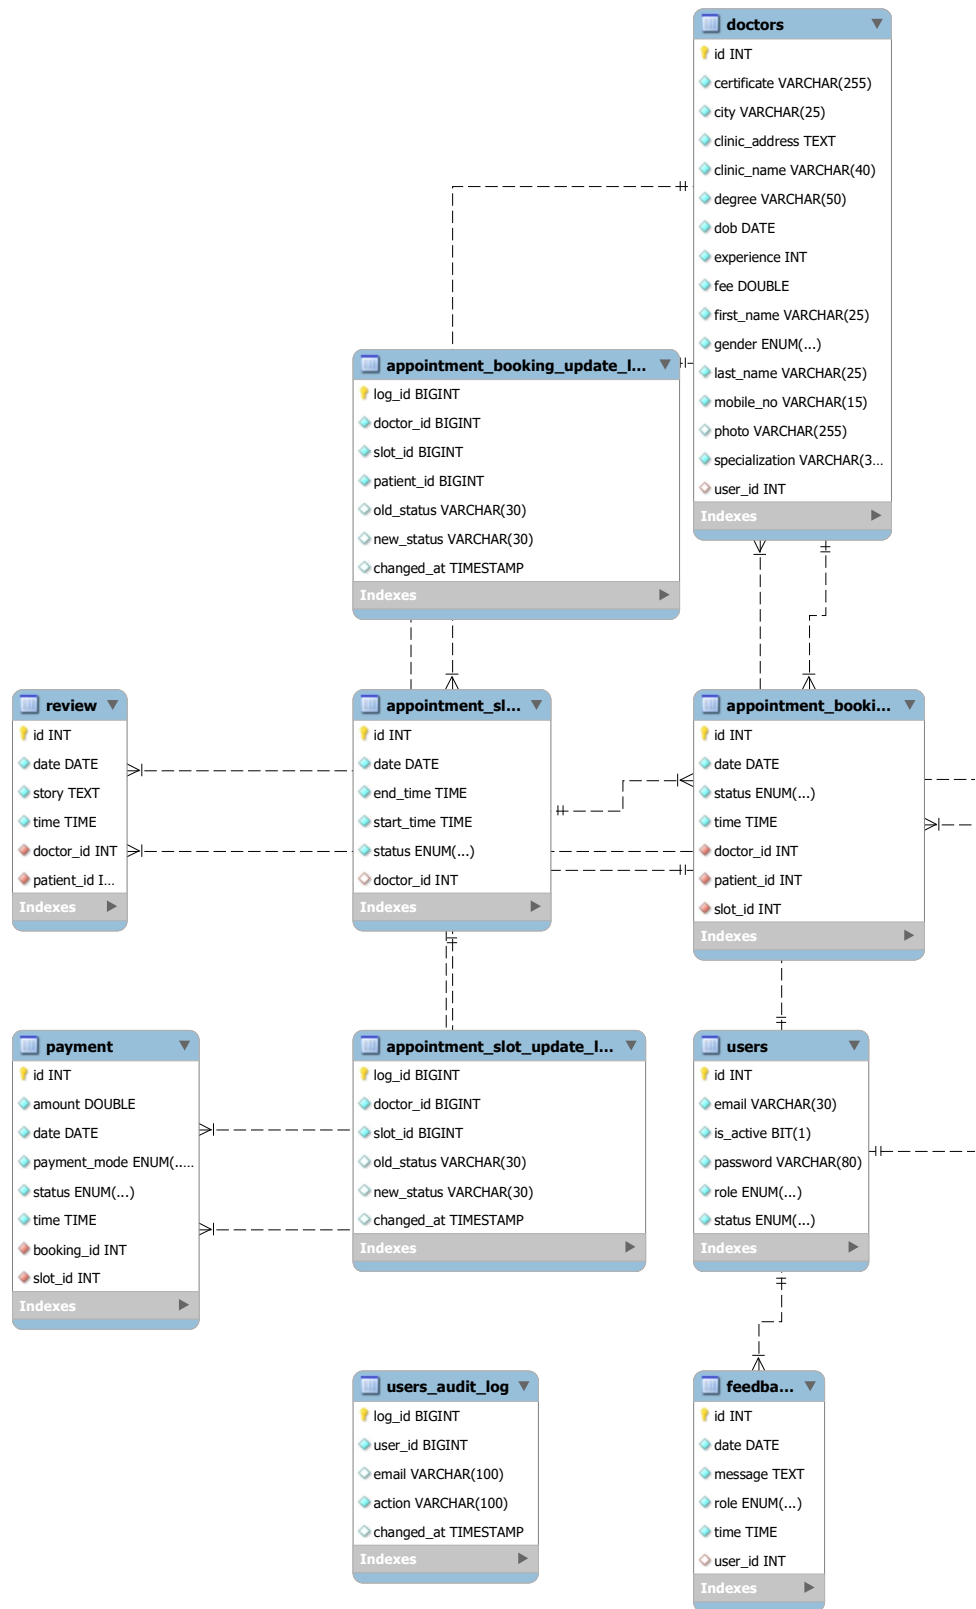 doctors
id INT
certificate VARCHAR(255)
city VARCHAR(25)
clinic_address TEXT
clinic_name VARCHAR(40)
degree VARCHAR(50)
dob DATE
experience INT
fee DOUBLE
first_name VARCHAR(25)
gender ENUM(...)
last_name VARCHAR(25)
mobile_no VARCHAR(15)
photo VARCHAR(255)
specialization VARCHAR(3...
user_id INT
Indexes
appointment_booking_update_l...
log_id BIGINT
doctor_id BIGINT
slot_id BIGINT
patient_id BIGINT
old_status VARCHAR(30)
new_status VARCHAR(30)
changed_at TIMESTAMP
Indexes
review
id INT
date DATE
story TEXT
time TIME
doctor_id INT
patient_id I...
Indexes
appointment_sl...
id INT
date DATE
end_time TIME
start_time TIME
status ENUM(...)
doctor_id INT
Indexes
appointment_booki...
id INT
date DATE
status ENUM(...)
time TIME
doctor_id INT
patient_id INT
slot_id INT
Indexes
payment
id INT
amount DOUBLE
date DATE
payment_mode ENUM(.....
status ENUM(...)
time TIME
booking_id INT
slot_id INT
Indexes
appointment_slot_update_l...
log_id BIGINT
doctor_id BIGINT
slot_id BIGINT
old_status VARCHAR(30)
new_status VARCHAR(30)
changed_at TIMESTAMP
Indexes
users
id INT
email VARCHAR(30)
is_active BIT(1)
password VARCHAR(80)
role ENUM(...)
status ENUM(...)
Indexes
users_audit_log
log_id BIGINT
user_id BIGINT
email VARCHAR(100)
action VARCHAR(100)
changed_at TIMESTAMP
Indexes
feedba...
id INT
date DATE
message TEXT
role ENUM(...)
time TIME
user_id INT
Indexes